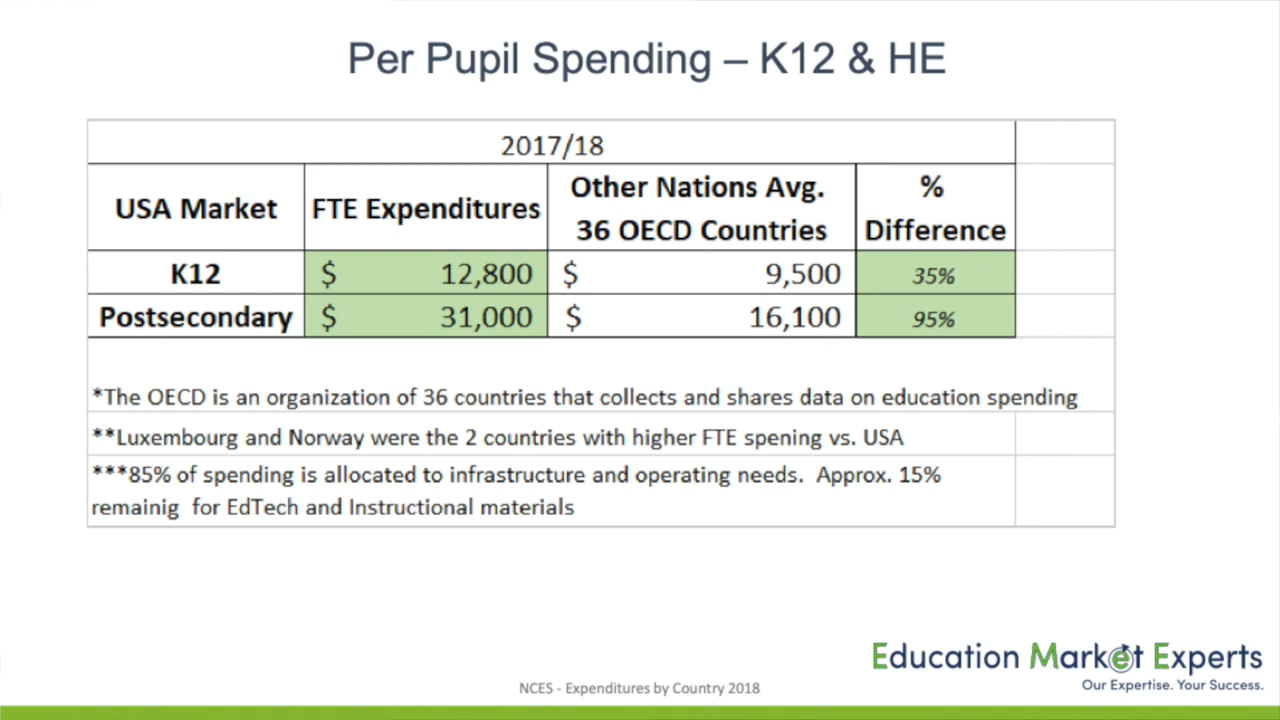 Per Pupil Spending – K12 & HE
2017/18
USA Market FTE Expenditures Other Nations Avg. 36 OECD Countries % Difference
K12 $ 12,800 $ 9,500 35%
Postsecondary $ 31,000 $ 16,100 95%
*The OECD is an organization of 36 countries that collects and shares data on education spending
**Luxembourg and Norway were the 2 countries with higher FTE spening vs. USA
***85% of spending is allocated to infrastructure and operating needs.  Approx. 15%
remainig  for EdTech and Instructional materials
Education Market Experts
Our Expertise. Your Success.
NCES - Expenditures by Country 2018